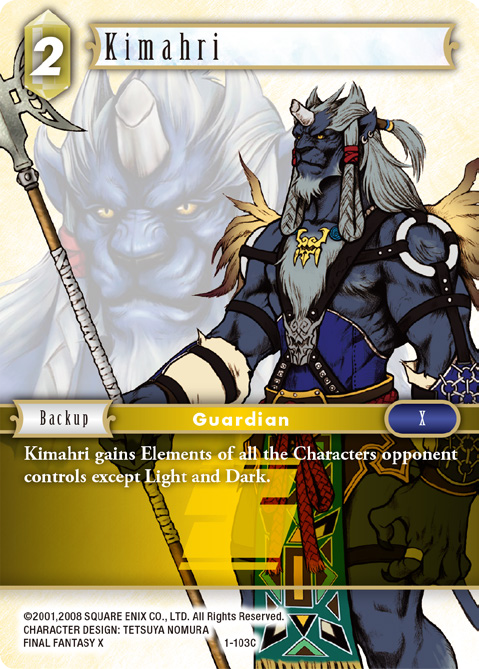 2
Kimahri
Backup
Guardian
X
Kimahri gains Elements of all the Characters opponent
controls except Light and Dark.
©2001,2008 SQUARE ENIX CO., LTD. All Rights Reserved.
CHARACTER DESIGN: TETSUYA NOMURA
FINAL FANTASY X
1-103C